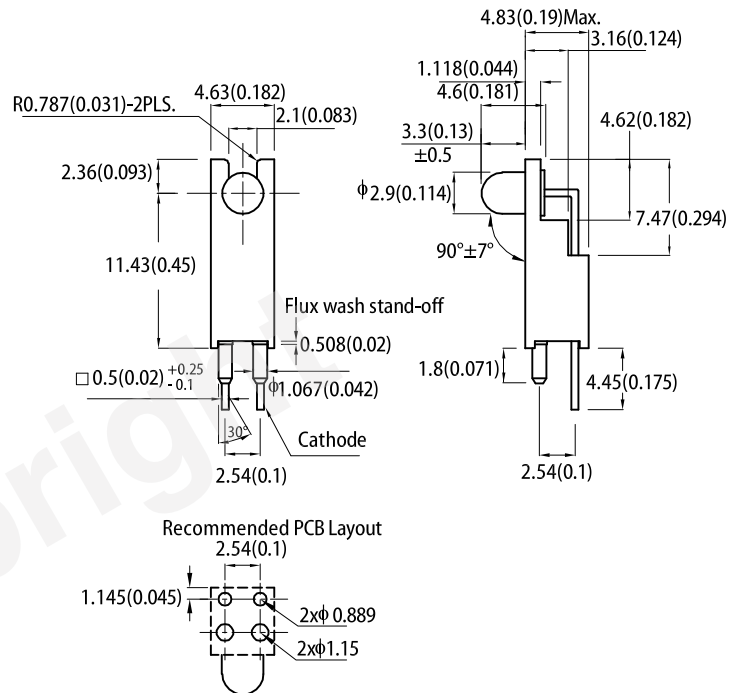 4.83(0.19)Max.
3.16(0.124)
1.118(0.044)
4.63(0.182)
4.6(0.181)
R0.787(0.031)-2PLS.
2.1(0.083)
4.62(0.182)
3.3(0.13)
±0.5
2.36(0.093)
ϕ2.9(0.114)
7.47(0.294)
90°±7°
11.43(0.45)
Flux wash stand-off
0.508(0.02)
1.8(0.071)
□0.5(0.02) +0.25
-0.1
ϕ1.067(0.042)
4.45(0.175)
30°
Cathode
2.54(0.1)
2.54(0.1)
Recommended PCB Layout
2.54(0.1)
1.145(0.045)
2xϕ 0.889
2xϕ1.15
bright